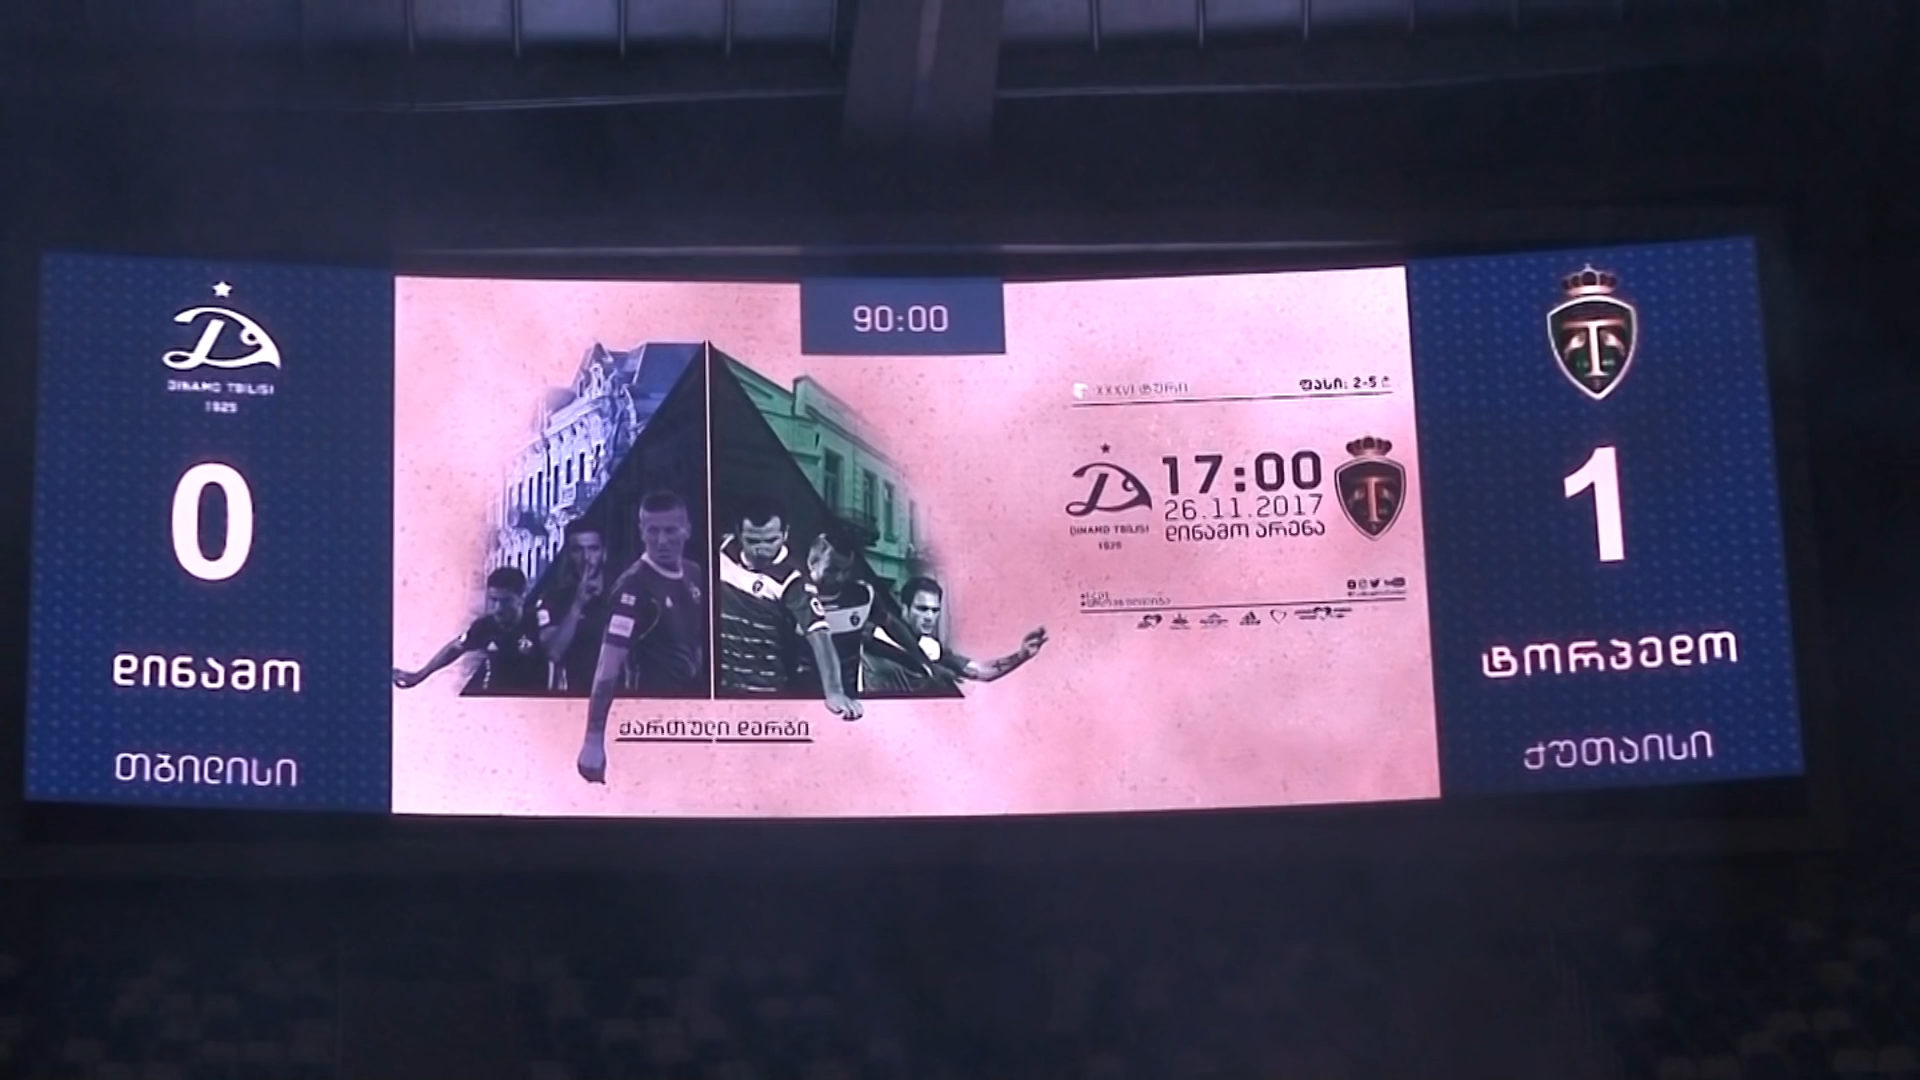 DINAMO TBILISI
1925
0
დინამო
თბილისი
90:00
XXXVI ტური
ფასი: 2-5 ₾
DINAMO TBILISI
1925
17:00
26.11.2017
დინამო არენა
ქართული დერბი
T
T
1
ტორპედო
ქუთაისი